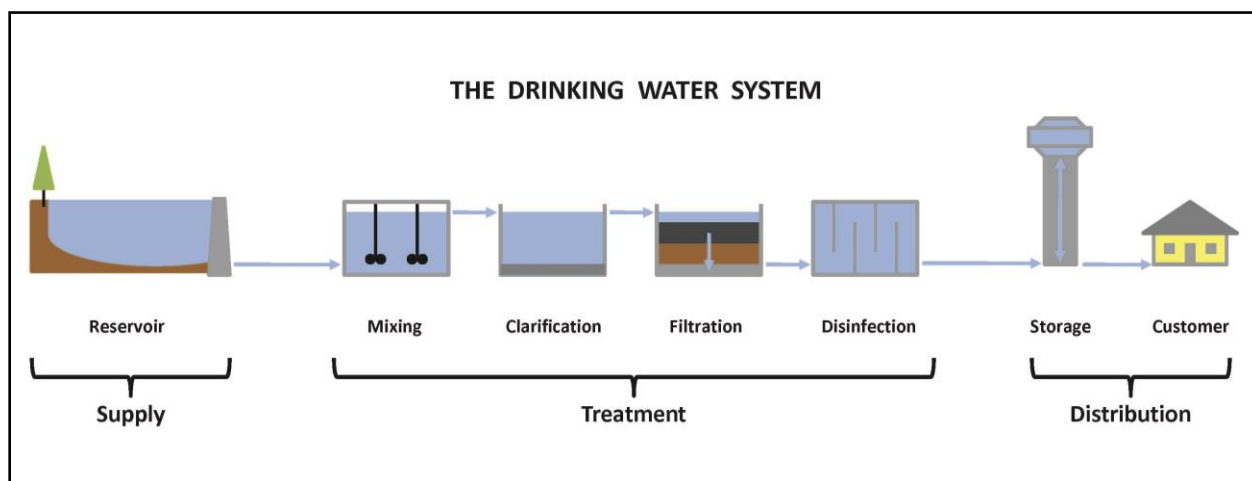 THE DRINKING WATER SYSTEM
Reservoir
Mixing
Clarification
Filtration
Disinfection
Storage
Customer
Supply
Treatment
Distribution